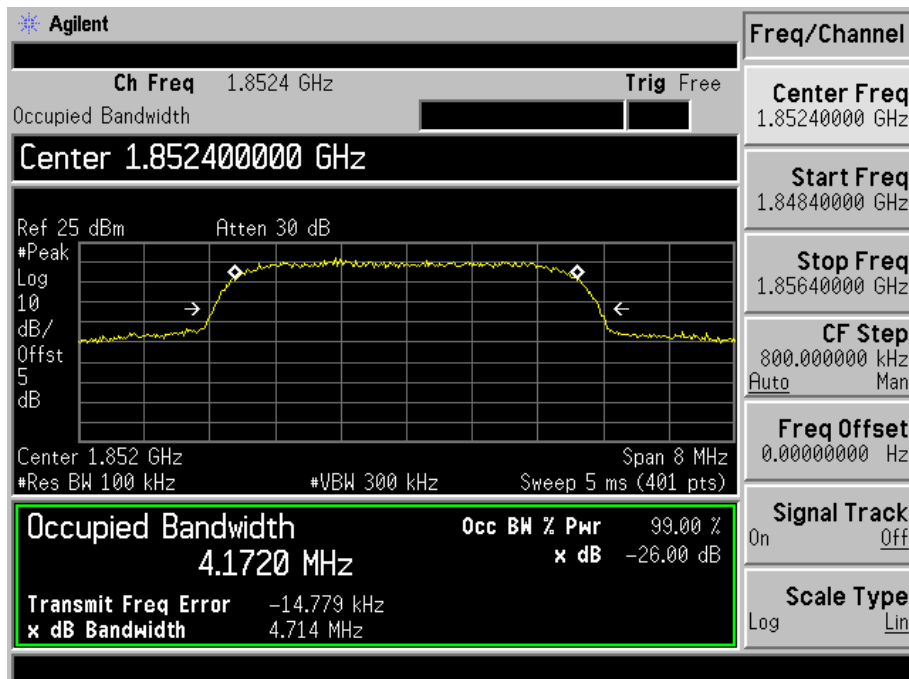 Agilent
Freq/Channel
Ch Freq 1.8524 GHz Trig Free
Occupied Bandwidth
Center 1.852400000 GHz
Ref 25 dBm Atten 30 dB
#Peak
Log
10
dB/
Offst
5
dB
Center 1.852 GHz Span 8 MHz
#Res BW 100 kHz #VBW 300 kHz Sweep 5 ms (401 pts)
Occupied Bandwidth
4.1720 MHz
Occ BW % Pwr 99.00 %
x dB -26.00 dB
Transmit Freq Error -14.779 kHz
x dB Bandwidth 4.714 MHz
Center Freq
1.85240000 GHz
Start Freq
1.84840000 GHz
Stop Freq
1.85640000 GHz
CF Step
800.000000 kHz
Auto Man
Freq Offset
0.00000000 Hz
Signal Track
On Off
Scale Type
Log Lin